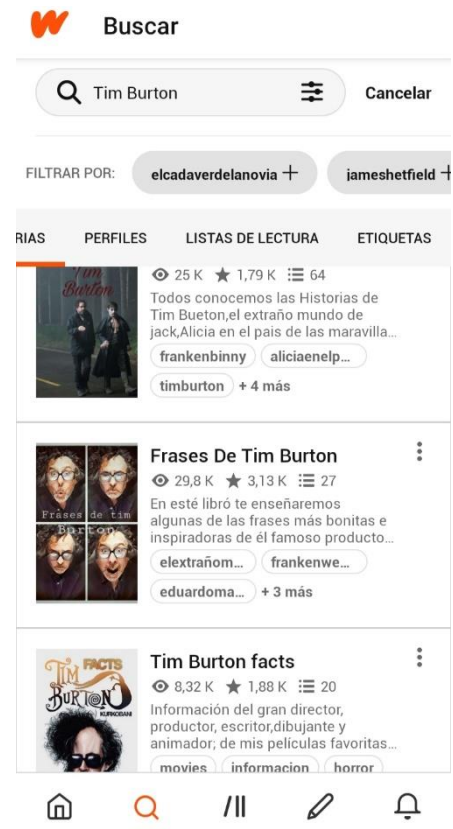 Buscar
Tim Burton
Cancelar
FILTRAR POR:
elcadaverdelanovia +
jameshetfield +
RIAS PERFILES LISTAS DE LECTURA ETIQUETAS
Tim
Burton
25 K 1,79 K 64
Todos conocemos las Historias de
Tim Bueton,el extraño mundo de
jack,Alicia en el pais de las maravilla...
frankenbinny aliciaenelp...
timburton + 4 más
Frases de tim
Burton
Frases De Tim Burton
29,8 K 3,13 K 27
En esté libró te enseñaremos
algunas de las frases más bonitas e
inspiradoras de él famoso producto...
elextrañom... frankenwe...
eduardoma... + 3 más
TIM FACTS
BURTON
KURKOBANI
Tim Burton facts
8,32 K 1,88 K 20
Información del gran director,
productor, escritor,dibujante y
animador; de mis películas favoritas...
movies informacion horror